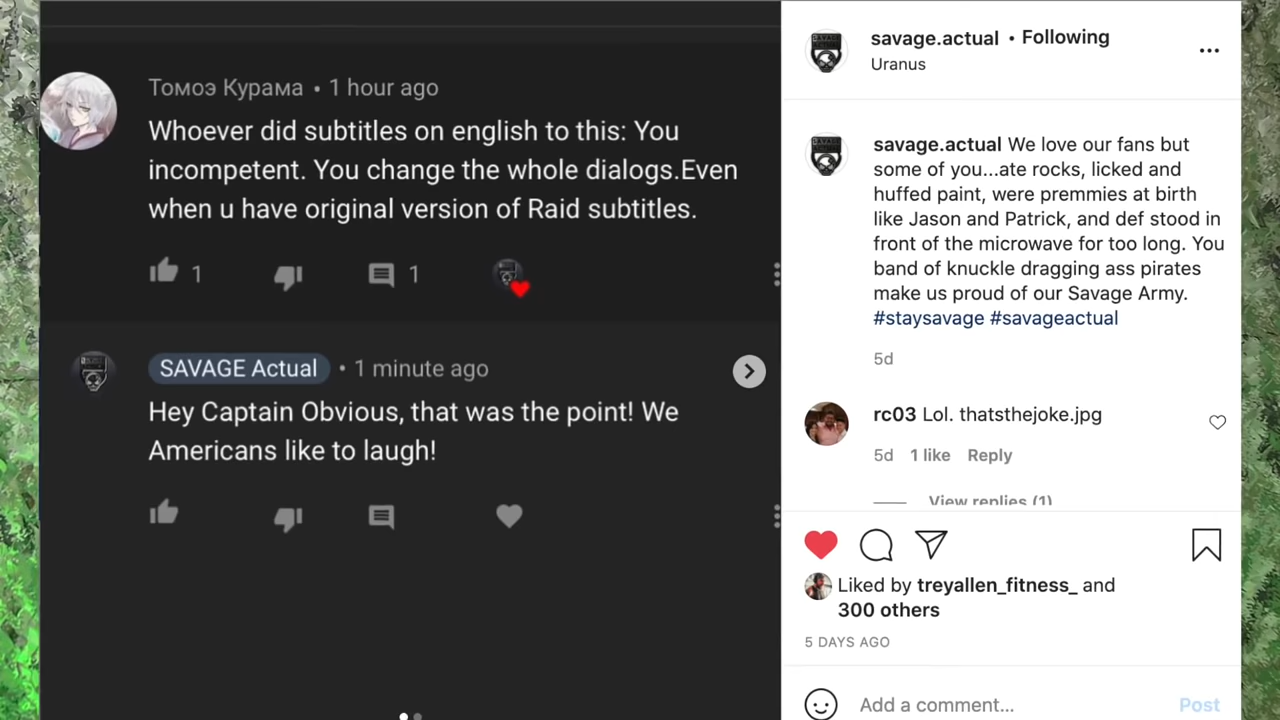 Томоэ Курама • 1 hour ago
Whoever did subtitles on english to this: You
incompetent. You change the whole dialogs.Even
when u have original version of Raid subtitles.
1
1
SAVAGE Actual • 1 minute ago
Hey Captain Obvious, that was the point! We
Americans like to laugh!
savage.actual • Following
Uranus
savage.actual We love our fans but
some of you...ate rocks, licked and
huffed paint, were premmies at birth
like Jason and Patrick, and def stood in
front of the microwave for too long. You
band of knuckle dragging ass pirates
make us proud of our Savage Army.
#staysavage #savageactual
5d
rc03 Lol. thatsthejoke.jpg
5d 1 like Reply
View replies (1)
Liked by treyallen_fitness_ and
300 others
5 DAYS AGO
Add a comment... Post